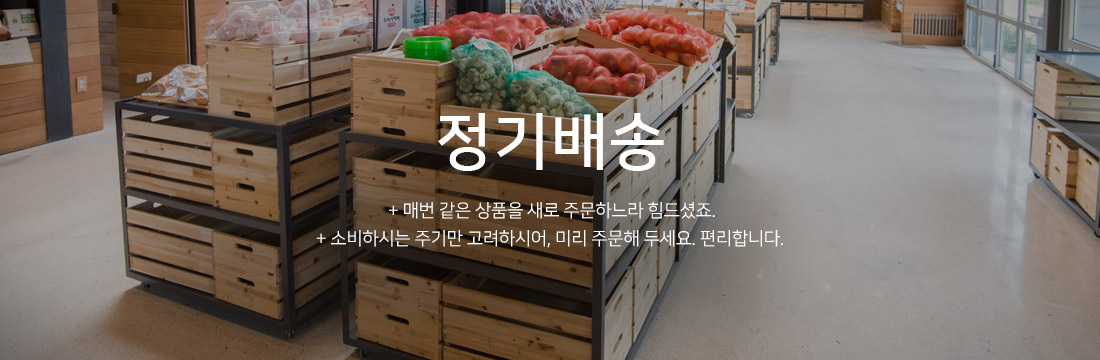 정기배송
+ 매번 같은 상품을 새로 주문하느라 힘드셨죠.
+ 소비하시는 주기만 고려하시어, 미리 주문해 두세요. 편리합니다.